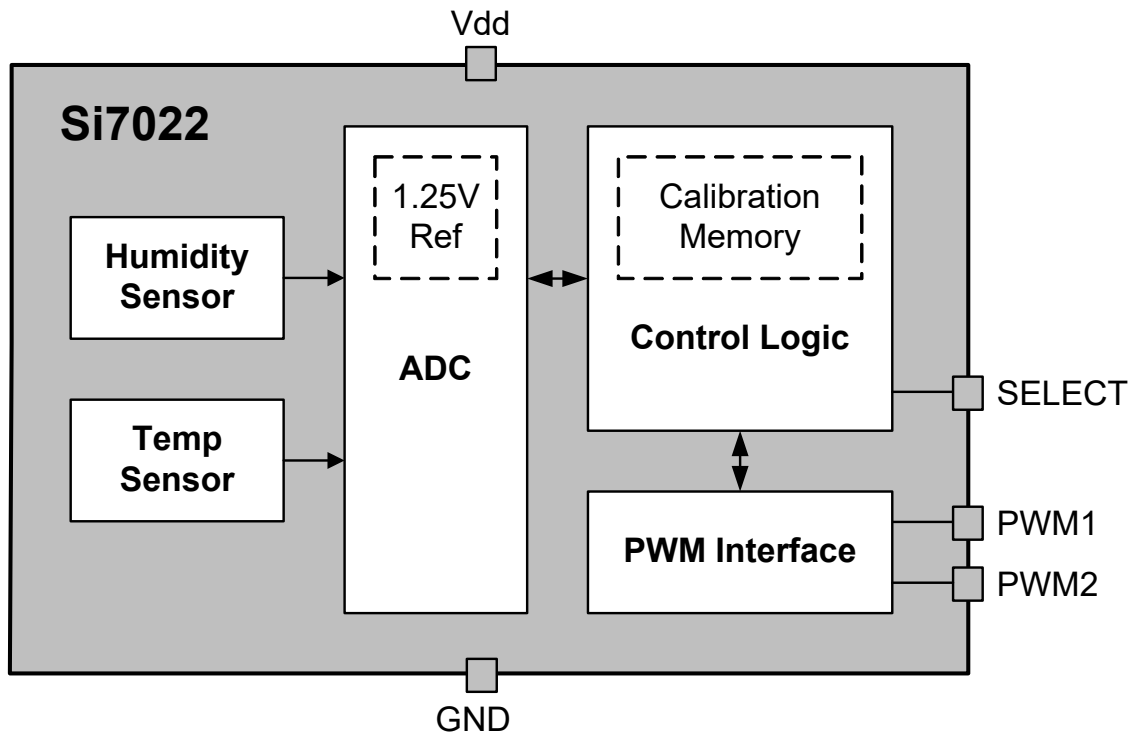 Vdd
Si7022
Humidity
Sensor
Temp
Sensor
1.25V
Ref
ADC
Calibration
Memory
Control Logic
PWM Interface
SELECT
PWM1
PWM2
GND